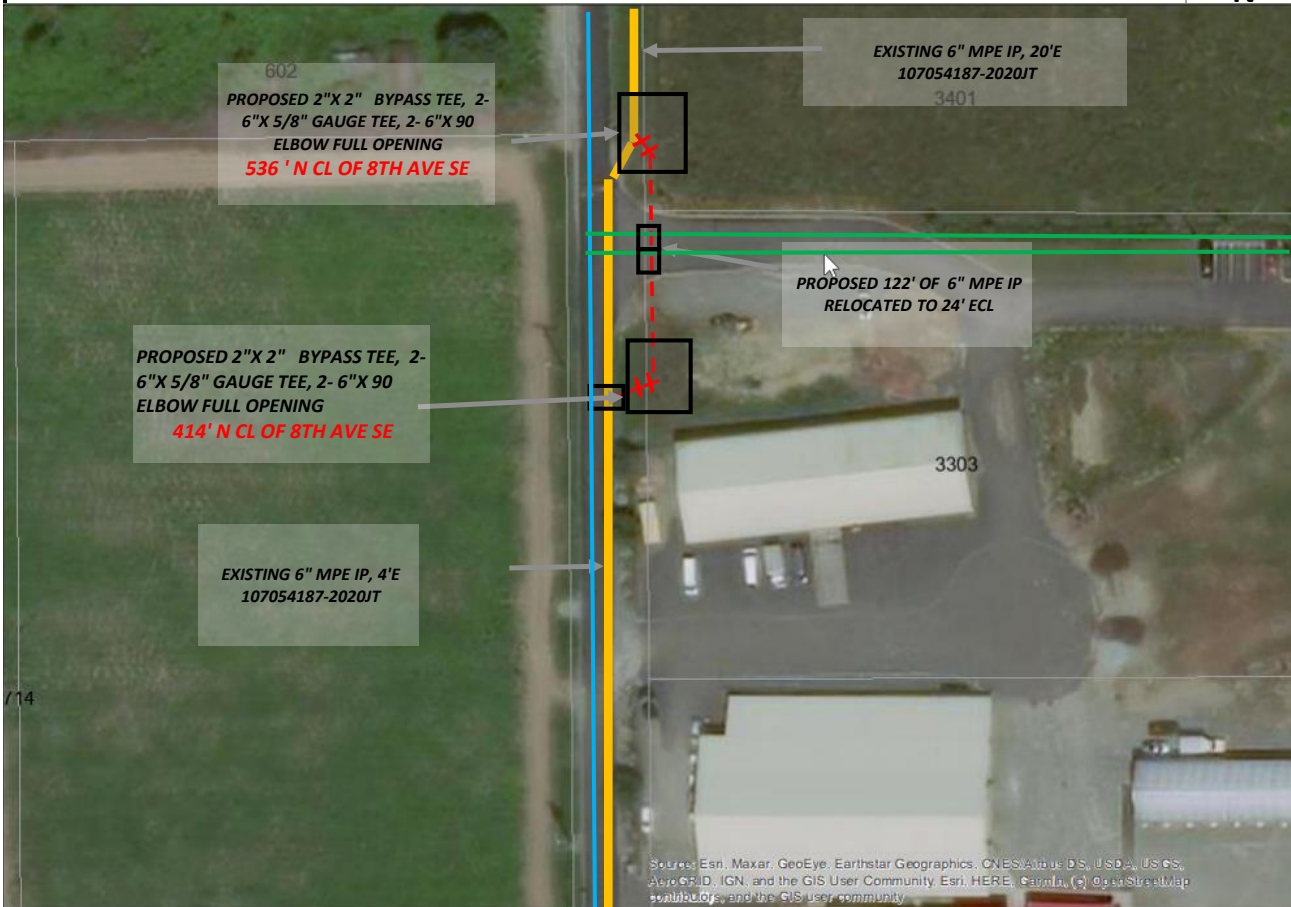 EXISTING 6" MPE IP, 20'E
107054187-2020JT
3401
602
PROPOSED 2"X 2" BYPASS TEE, 2-
6"X 5/8" GAUGE TEE, 2- 6"X 90
ELBOW FULL OPENING
536 ' N CL OF 8TH AVE SE
PROPOSED 122' OF 6" MPE IP
RELOCATED TO 24' ECL
PROPOSED 2"X 2" BYPASS TEE, 2-
6"X 5/8" GAUGE TEE, 2- 6"X 90
ELBOW FULL OPENING
414' N CL OF 8TH AVE SE
3303
EXISTING 6" MPE IP, 4'E
107054187-2020JT
Source: Esri, Maxar, GeoEye, Earthstar Geographics, CNES/Airbus DS, USDA, USGS,
AeroGRID, IGN, and the GIS User Community, Esri, HERE, Garmin, (c) OpenStreetMap
contributors, and the GIS user community